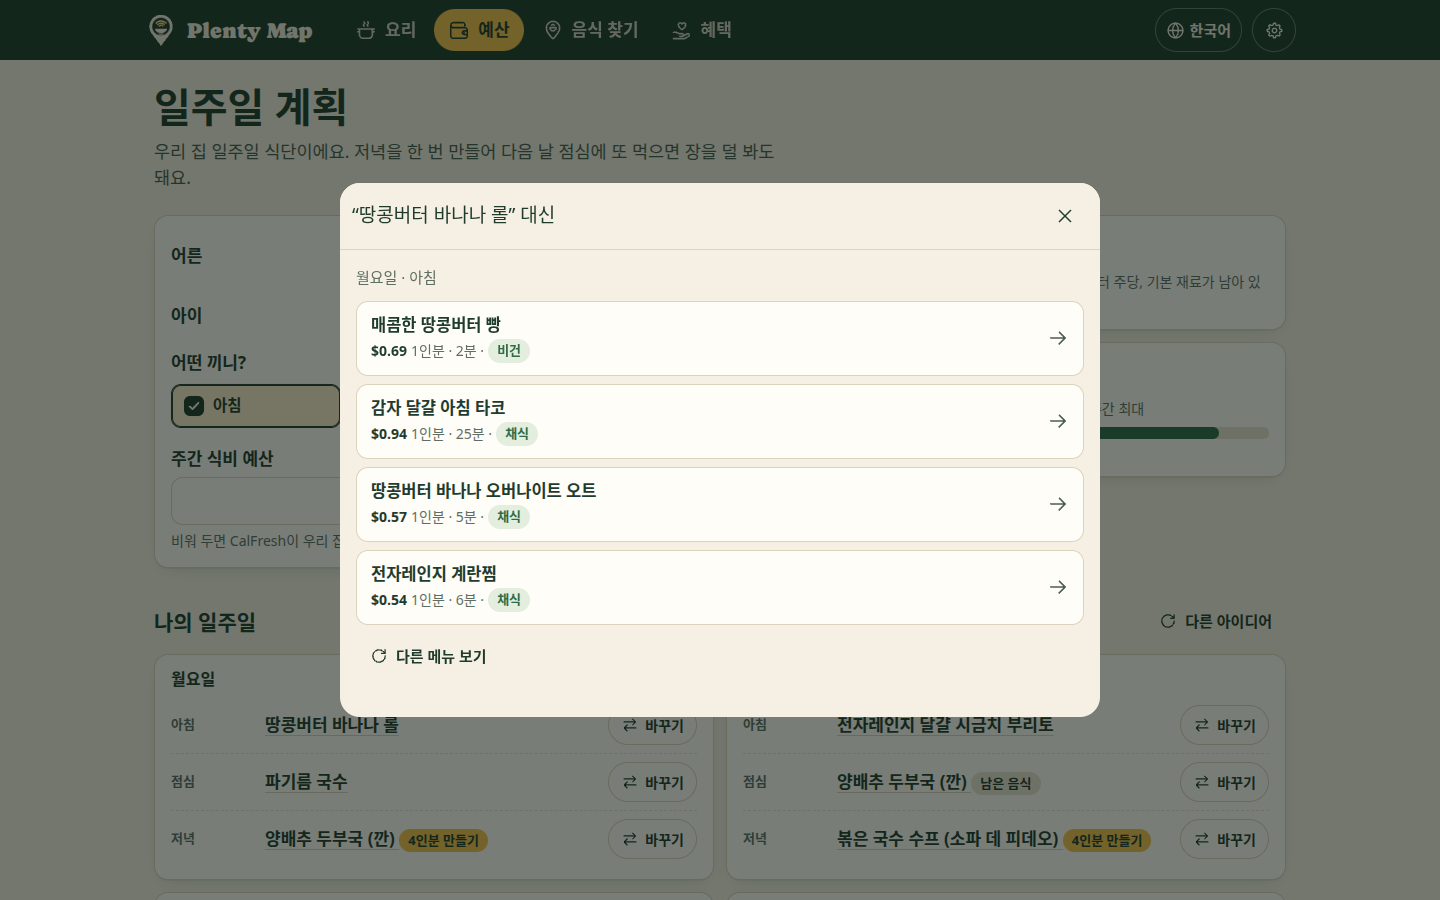 Plenty Map
요리
예산
음식 찾기
혜택
한국어
일주일 계획
우리 집 일주일 식단이에요. 저녁을 한 번 만들어 다음 날 점심에 또 먹으면 장을 덜 봐도
돼요.
어른
아이
어떤 끼니?
아침
주간 식비 예산
비워 두면 CalFresh이 우리
주당, 기본 재료가 남아 있
최대
“땅콩버터 바나나 롤” 대신
월요일 · 아침
매콤한 땅콩버터 빵
$0.69 1인분 · 2분 · 비건
감자 달걀 아침 타코
$0.94 1인분 · 25분 · 채식
땅콩버터 바나나 오버나이트 오트
$0.57 1인분 · 5분 · 채식
전자레인지 계란찜
$0.54 1인분 · 6분 · 채식
다른 메뉴 보기
나의 일주일
다른 아이디어
월요일
아침 땅콩버터 바나나 롤 바꾸기
점심 파기름 국수 바꾸기
저녁 양배추 두부국 (깐) 4인분 만들기 바꾸기
아침 전자레인지 달걀 시금치 부리토 바꾸기
점심 양배추 두부국 (깐) 남은 음식 바꾸기
저녁 볶은 국수 수프 (소파 데 피데오) 4인분 만들기 바꾸기